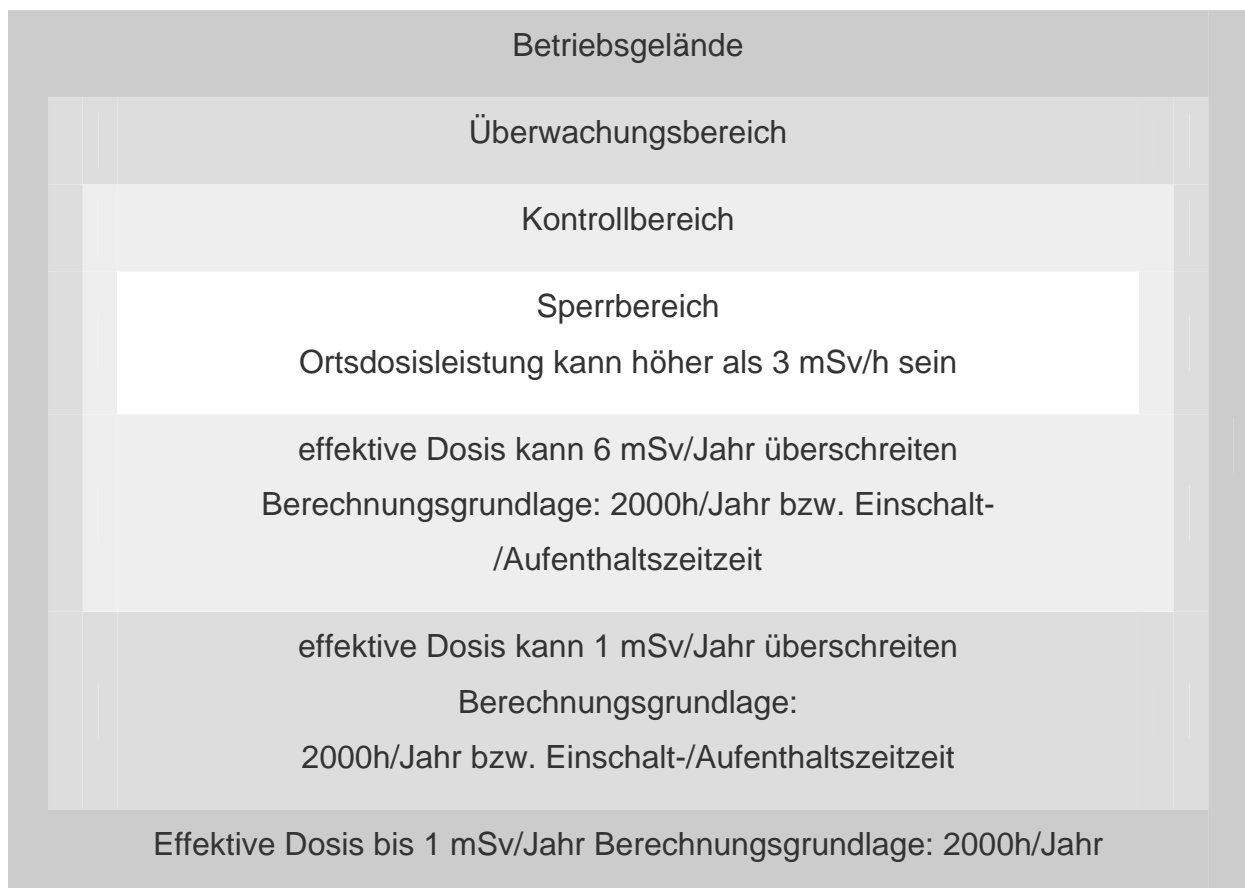 Betriebsgelände
Überwachungsbereich
Kontrollbereich
Sperrbereich
Ortsdosisleistung kann höher als 3 mSv/h sein
effektive Dosis kann 6 mSv/Jahr überschreiten
Berechnungsgrundlage: 2000h/Jahr bzw. Einschalt-
/Aufenthaltszeitzeit
effektive Dosis kann 1 mSv/Jahr überschreiten
Berechnungsgrundlage:
2000h/Jahr bzw. Einschalt-/Aufenthaltszeitzeit
Effektive Dosis bis 1 mSv/Jahr Berechnungsgrundlage: 2000h/Jahr